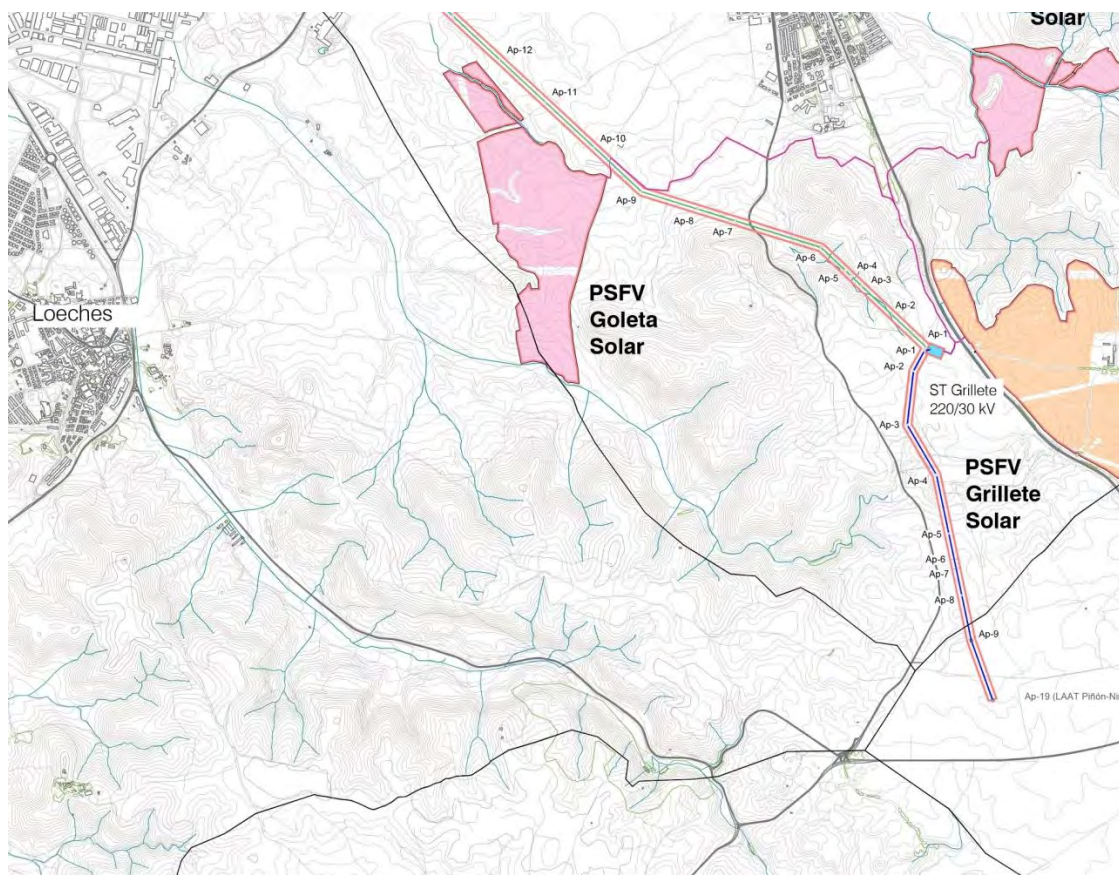 Solar
Ap-12
Ap-11
Ap-10
Ap-9
Ap-8
Ap-7
Ap-6
Ap-5
Ap-4
Ap-3
Ap-2
Ap-1
Loeches
PSFV
Goleta
Solar
Ap-1
Ap-2
ST Grillete
220/30 kV
Ap-3
PSFV
Grillete
Solar
Ap-4
Ap-5
Ap-6
Ap-7
Ap-8
Ap-9
Ap-19 (LAAT Piñón-Ni